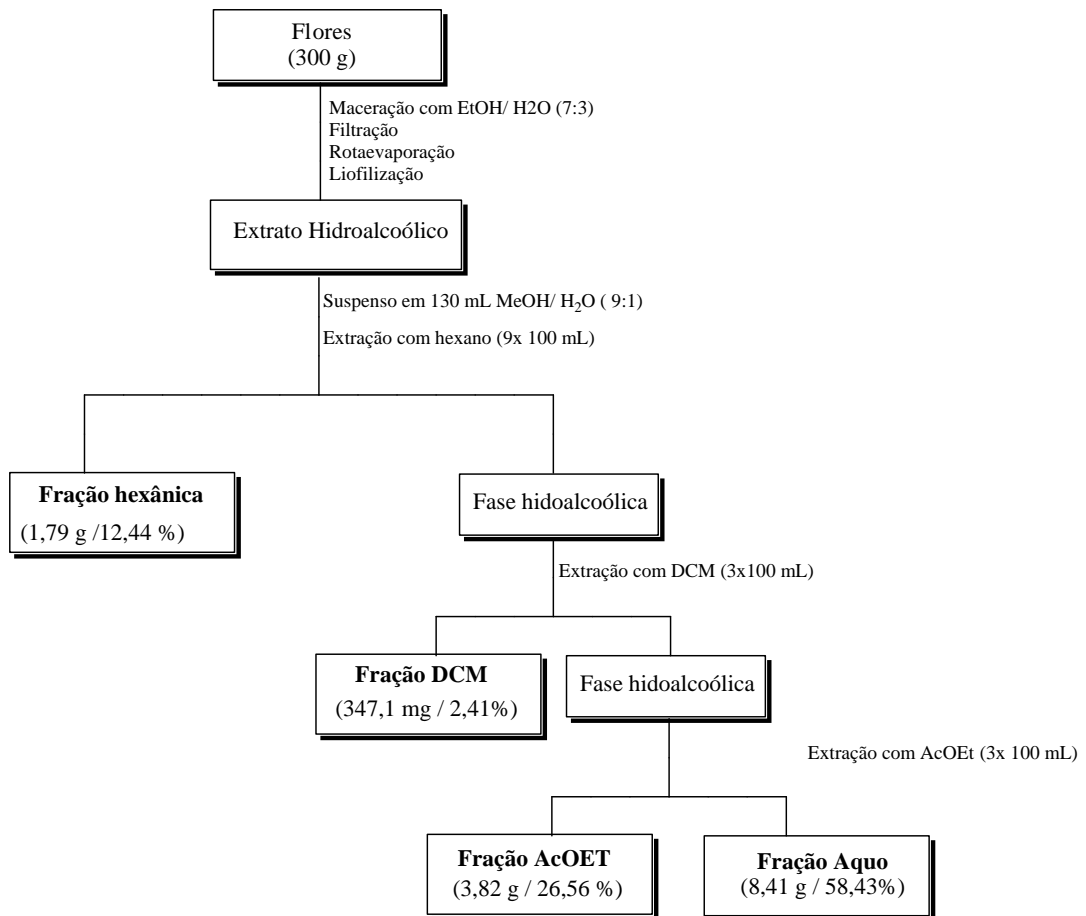 Flores
(300 g)
Maceração com EtOH/ H2O (7:3)
Filtração
Rotaevaporação
Liofilização
Extrato Hidroalcoólico
Suspenso em 130 mL MeOH/ H₂O ( 9:1)
Extração com hexano (9x 100 mL)
Fração hexânica
(1,79 g /12,44 %)
Fase hidoalcoólica
Extração com DCM (3x100 mL)
Fração DCM
(347,1 mg / 2,41%)
Fase hidoalcoólica
Extração com AcOEt (3x 100 mL)
Fração AcOET
(3,82 g / 26,56 %)
Fração Aquo
(8,41 g / 58,43%)